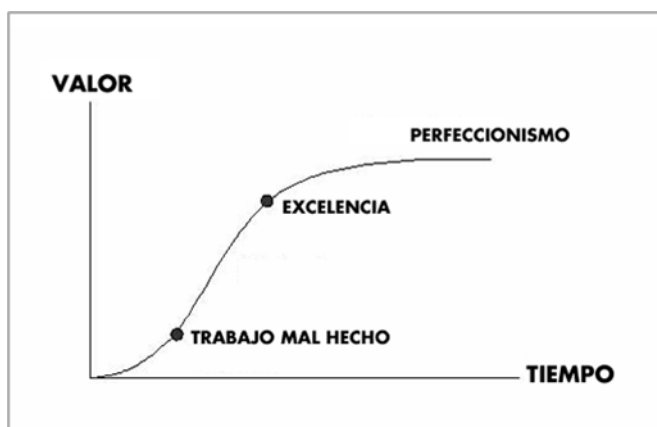 VALOR
PERFECCIONISMO
EXCELENCIA
TRABAJO MAL HECHO
TIEMPO